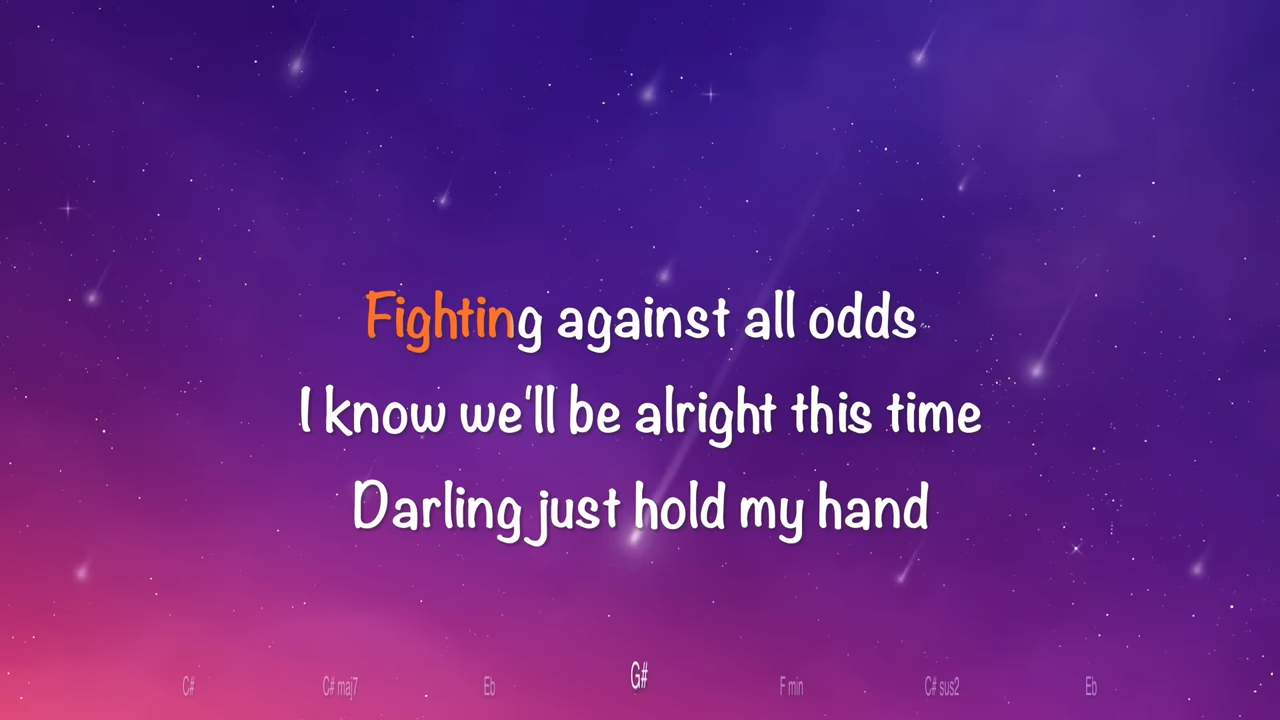 Fighting against all odds
I know we'll be alright this time
Darling just hold my hand
C# C# maj7 Eb G# F min C# sus2 Eb